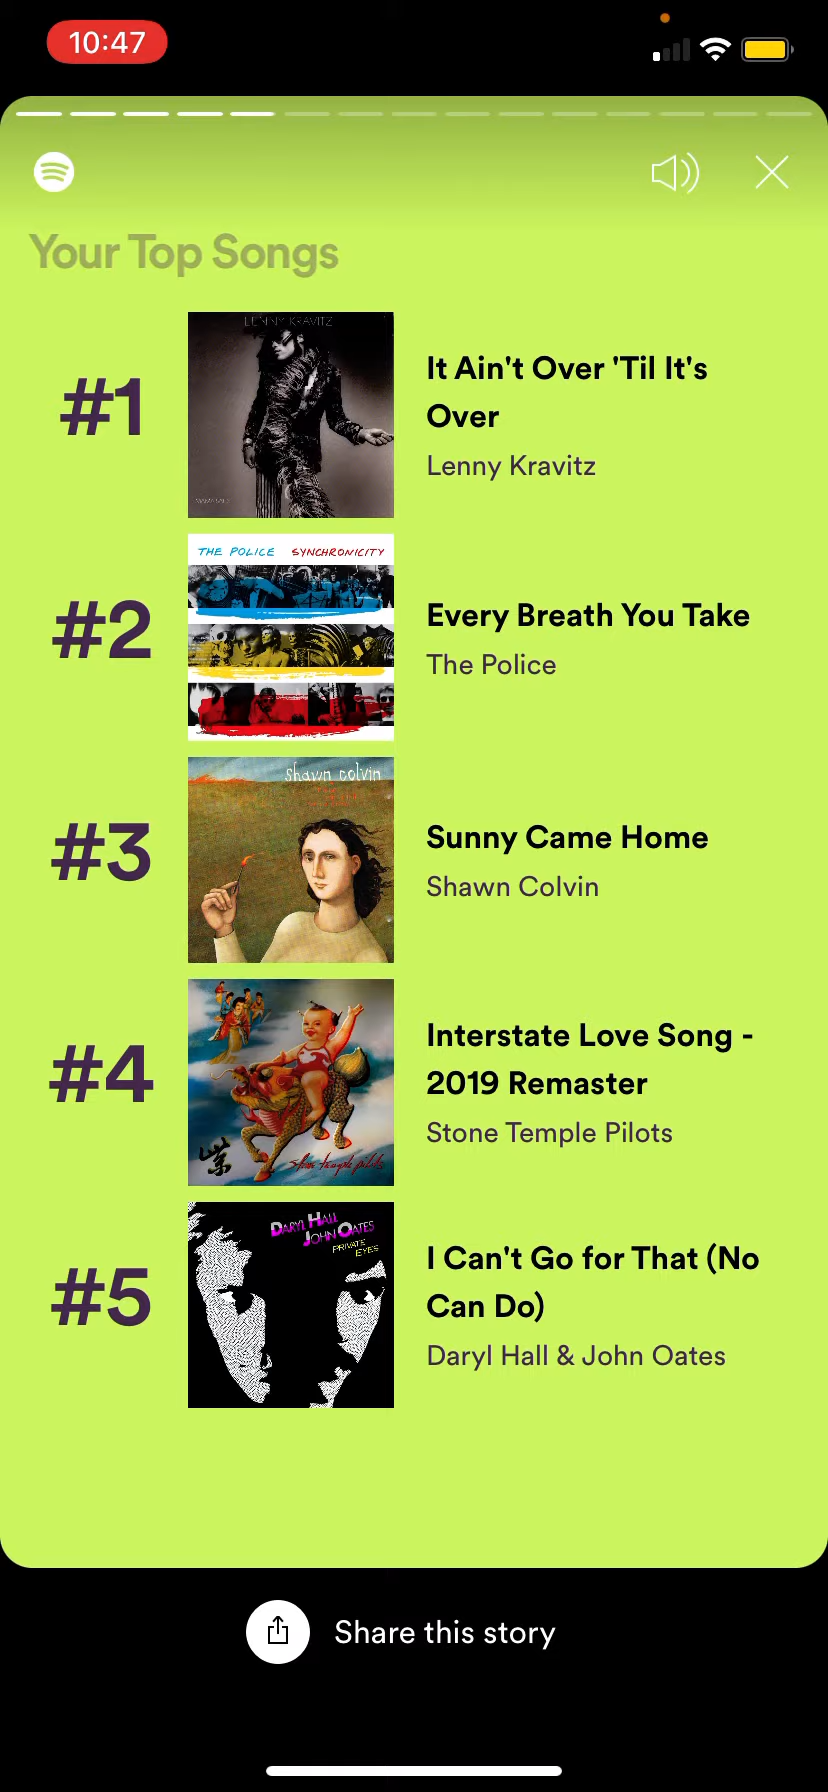 10:47
Your Top Songs
#1
LENNY KRAVITZ
It Ain't Over 'Til It's
Over
Lenny Kravitz
#2
THE POLICE SYNCHRONICITY
Every Breath You Take
The Police
#3
shawn colvin
Sunny Came Home
Shawn Colvin
#4
Stone temple pilots
Interstate Love Song -
2019 Remaster
Stone Temple Pilots
#5
DARYL HALL
JOHN OATES
PRIVATE
EYES
I Can't Go for That (No
Can Do)
Daryl Hall & John Oates
Share this story